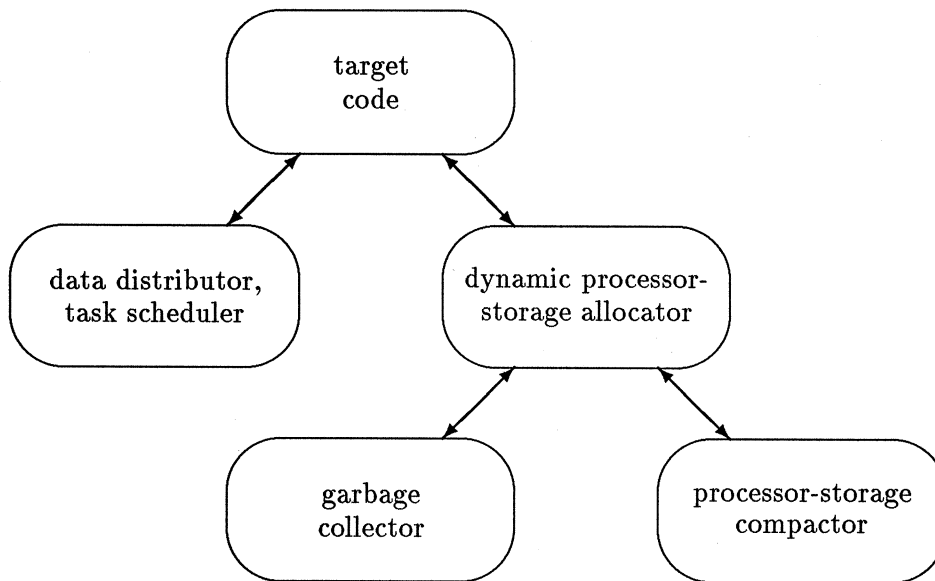 target
code
data distributor,
task scheduler
dynamic processor-
storage allocator
garbage
collector
processor-storage
compactor